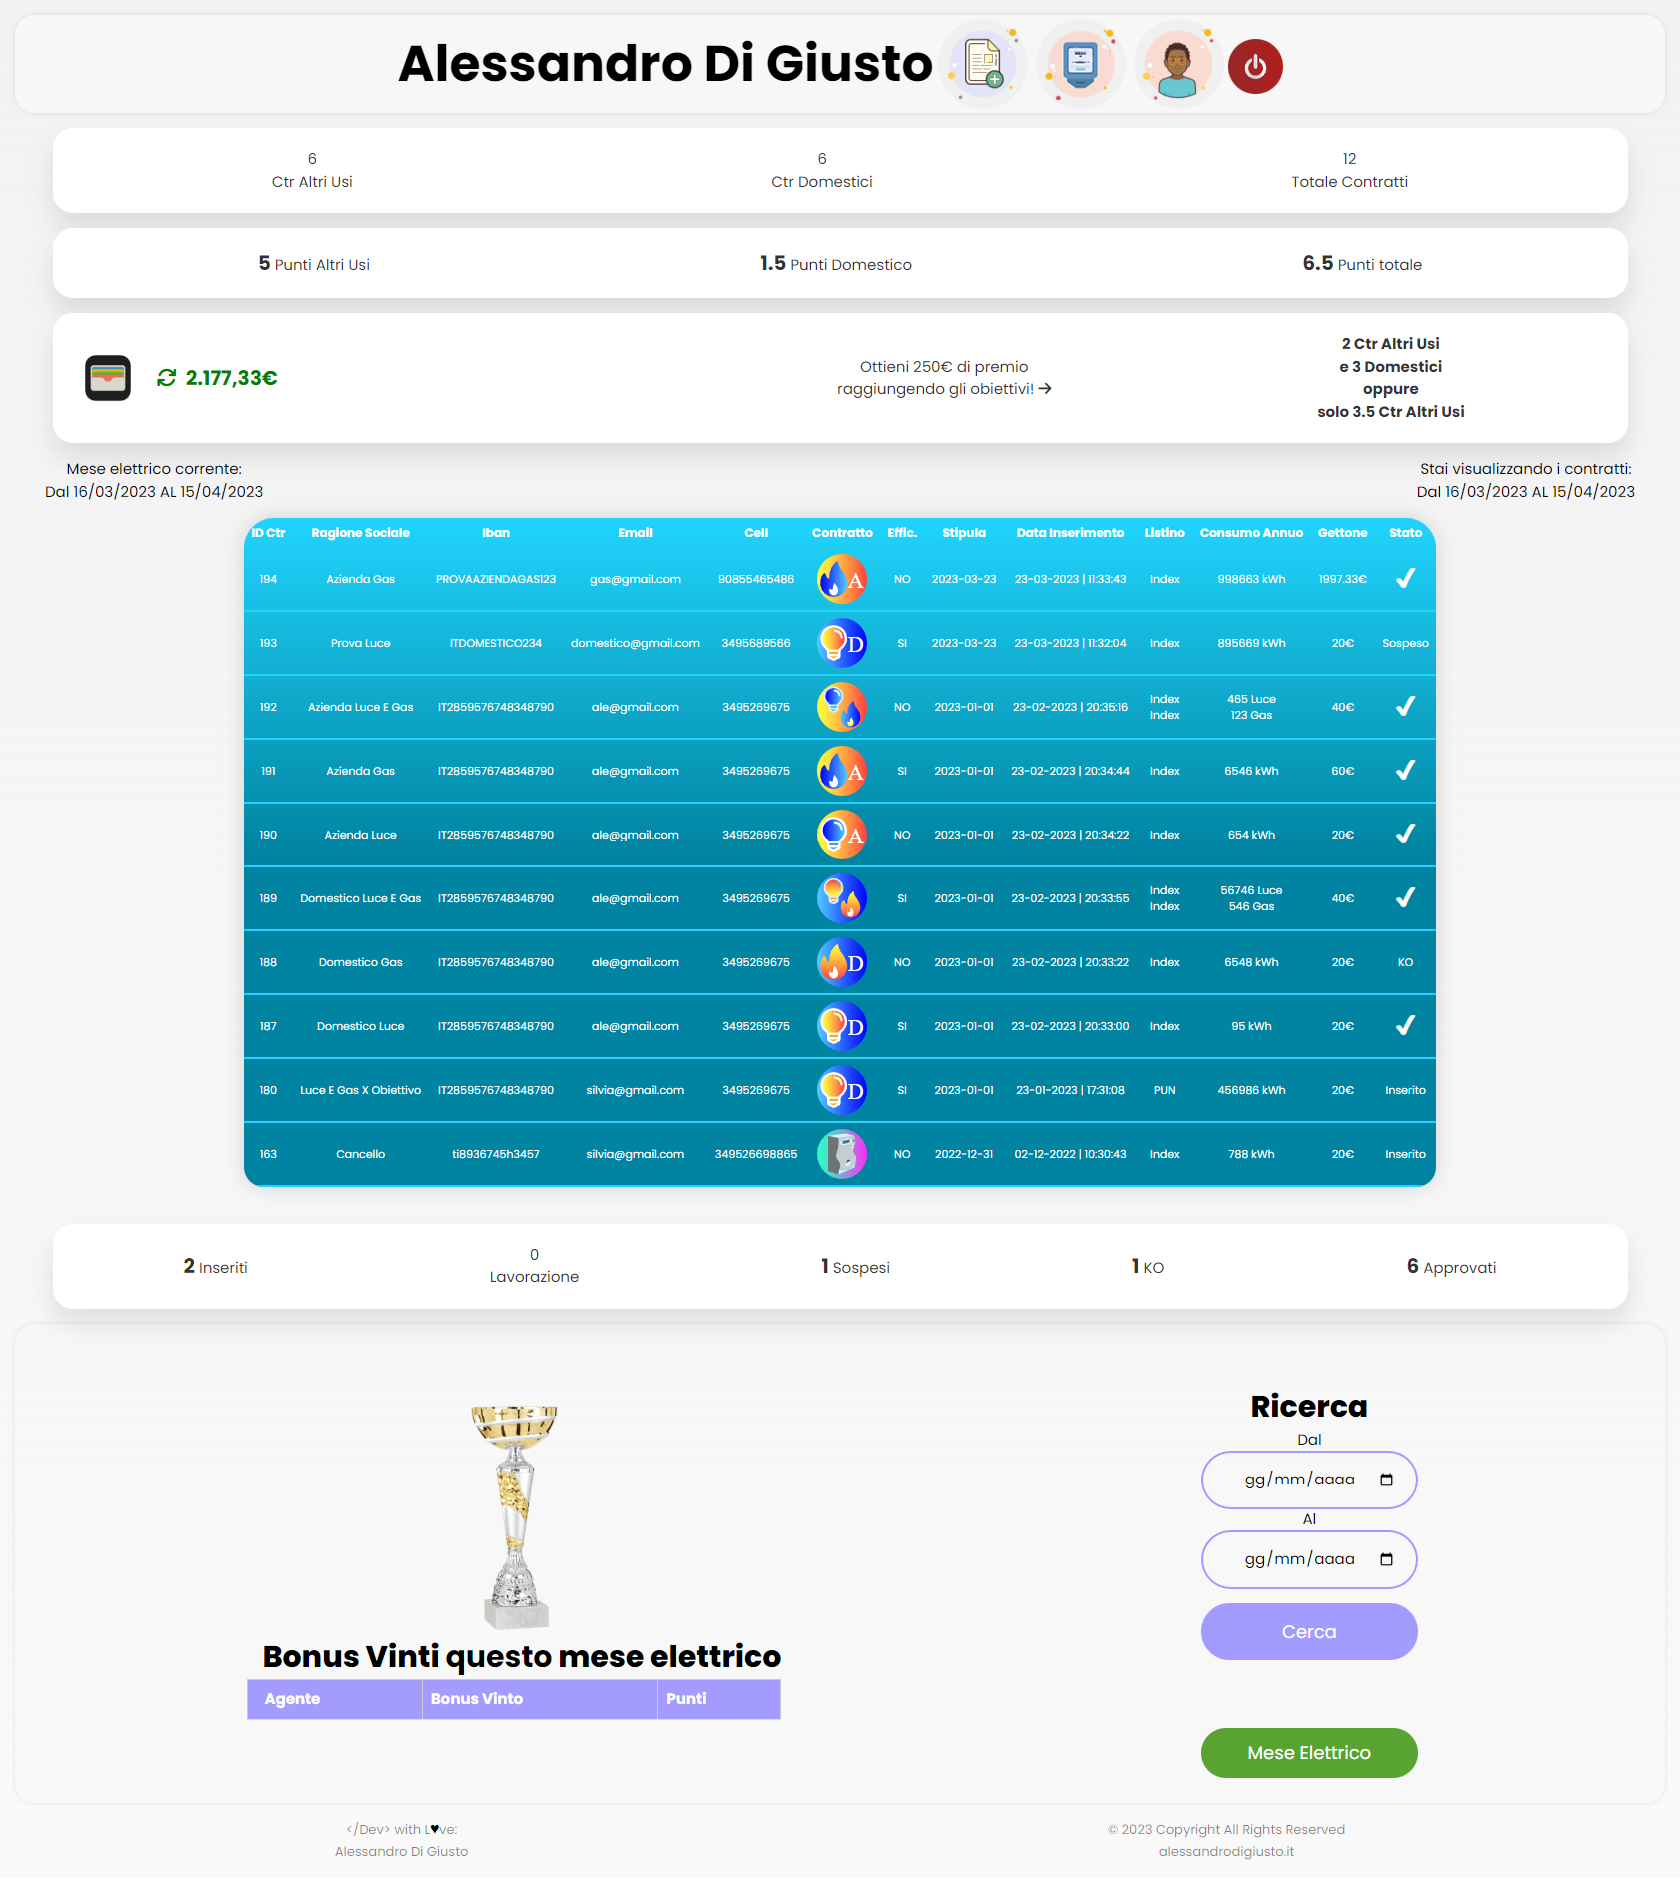 Alessandro Di Giusto
6
Ctr Altri Usi
6
Ctr Domestici
12
Totale Contratti
5 Punti Altri Usi
1.5 Punti Domestico
6.5 Punti totale
2.177,33€
Ottieni 250€ di premio
raggiungendo gli obiettivi! →
2 Ctr Altri Usi
e 3 Domestici
oppure
solo 3.5 Ctr Altri Usi
Mese elettrico corrente:
Dal 16/03/2023 AL 15/04/2023
Stai visualizzando i contratti:
Dal 16/03/2023 AL 15/04/2023
ID Ctr Ragione Sociale Iban Email Cell Contratto Effic. Stipula Data Inserimento Listino Consumo Annuo Gettone Stato
194 Azienda Gas PROVAAZIENDAGAS123 gas@gmail.com 90855465486 A NO 2023-03-23 23-03-2023 | 11:33:43 Index 998663 kWh 1997.33€ ✔
193 Prova Luce ITDOMESTICO234 domestico@gmail.com 3495689566 D SI 2023-03-23 23-03-2023 | 11:32:04 Index 895669 kWh 20€ Sospeso
192 Azienda Luce E Gas IT2859576748348790 ale@gmail.com 3495269675 NO 2023-01-01 23-02-2023 | 20:35:16 Index Index 465 Luce 123 Gas 40€ ✔
191 Azienda Gas IT2859576748348790 ale@gmail.com 3495269675 A SI 2023-01-01 23-02-2023 | 20:34:44 Index 6546 kWh 60€ ✔
190 Azienda Luce IT2859576748348790 ale@gmail.com 3495269675 A NO 2023-01-01 23-02-2023 | 20:34:22 Index 654 kWh 20€ ✔
189 Domestico Luce E Gas IT2859576748348790 ale@gmail.com 3495269675 SI 2023-01-01 23-02-2023 | 20:33:55 Index Index 56746 Luce 546 Gas 40€ ✔
188 Domestico Gas IT2859576748348790 ale@gmail.com 3495269675 D NO 2023-01-01 23-02-2023 | 20:33:22 Index 6548 kWh 20€ KO
187 Domestico Luce IT2859576748348790 ale@gmail.com 3495269675 D SI 2023-01-01 23-02-2023 | 20:33:00 Index 95 kWh 20€ ✔
180 Luce E Gas X Obiettivo IT2859576748348790 silvia@gmail.com 3495269675 D SI 2023-01-01 23-01-2023 | 17:31:08 PUN 456986 kWh 20€ Inserito
163 Cancello ti8936745h3457 silvia@gmail.com 349526698865 NO 2022-12-31 02-12-2022 | 10:30:43 Index 788 kWh 20€ Inserito
2 Inseriti
0
Lavorazione
1 Sospesi
1 KO
6 Approvati
Bonus Vinti questo mese elettrico
Agente Bonus Vinto Punti
Ricerca
Dal
gg/mm/aaaa
Al
gg/mm/aaaa
Cerca
Mese Elettrico
</Dev> with L♥ve:
Alessandro Di Giusto
© 2023 Copyright All Rights Reserved
alessandrodigiusto.it